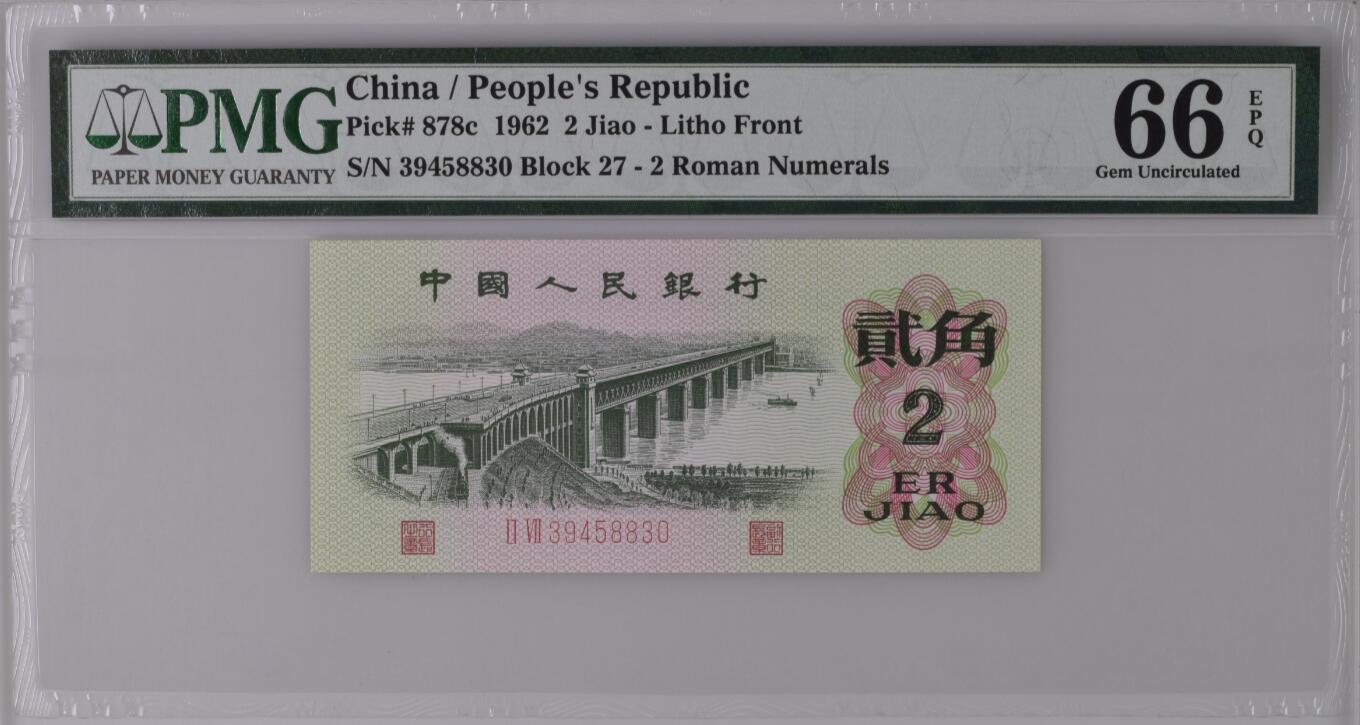 PMG
PAPER MONEY GUARANTY
China / People's Republic
Pick# 878c 1962 2 Jiao - Litho Front
S/N 39458830 Block 27 - 2 Roman Numerals
66
EPQ
Gem Uncirculated
中國人民銀行
貳角
2
ER
JIAO
II VII 39458830